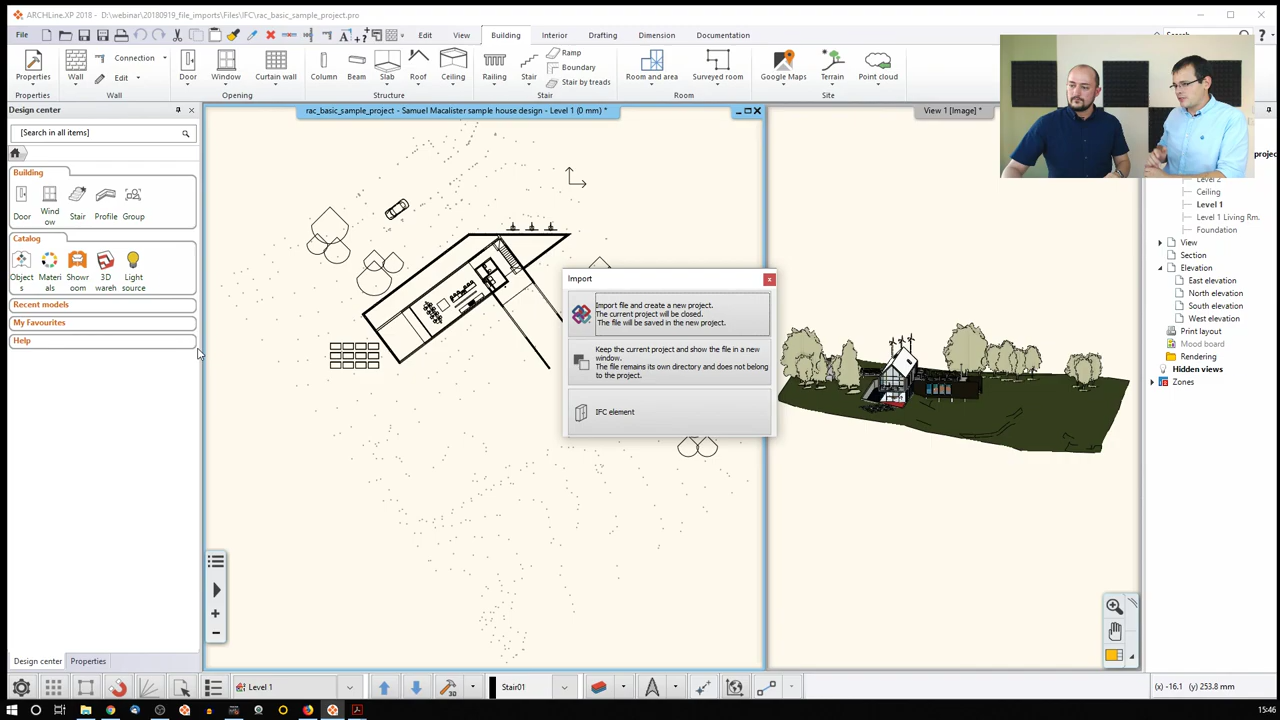 ARCHLine.XP 2018 - D:\webinar\20180919_file_imports\Files\IFC\rac_basic_sample_project.pro
File
Edit
View
Building
Interior
Drafting
Dimension
Documentation
Properties
Wall
Connection
Edit
Door
Window
Curtain wall
Column
Beam
Slab
Roof
Ceiling
Railing
Stair
Ramp
Boundary
Stair by treads
Room and area
Surveyed room
Google Maps
Terrain
Point cloud
Properties
Wall
Opening
Structure
Stair
Room
Site
Design center
[Search in all items]
Building
Door
Wind
ow
Stair
Profile
Group
Catalog
Object
s
Materi
als
Showr
oom
3D
wareh
Light
source
Recent models
My Favourites
Help
Design center
Properties
rac_basic_sample_project - Samuel Macalister sample house design - Level 1 (0 mm) *
View 1 [Image] *
Import
Import file and create a new project.
The current project will be closed.
The file will be saved in the new project.
Keep the current project and show the file in a new
window.
The file remains its own directory and does not belong
to the project.
IFC element
Level 2
Ceiling
Level 1
Level 1 Living Rm.
Foundation
View
Section
Elevation
East elevation
North elevation
South elevation
West elevation
Print layout
Mood board
Rendering
Hidden views
Zones
30
Level 1
Stair01
(x) -16.1 (y) 253.8 mm
15:46